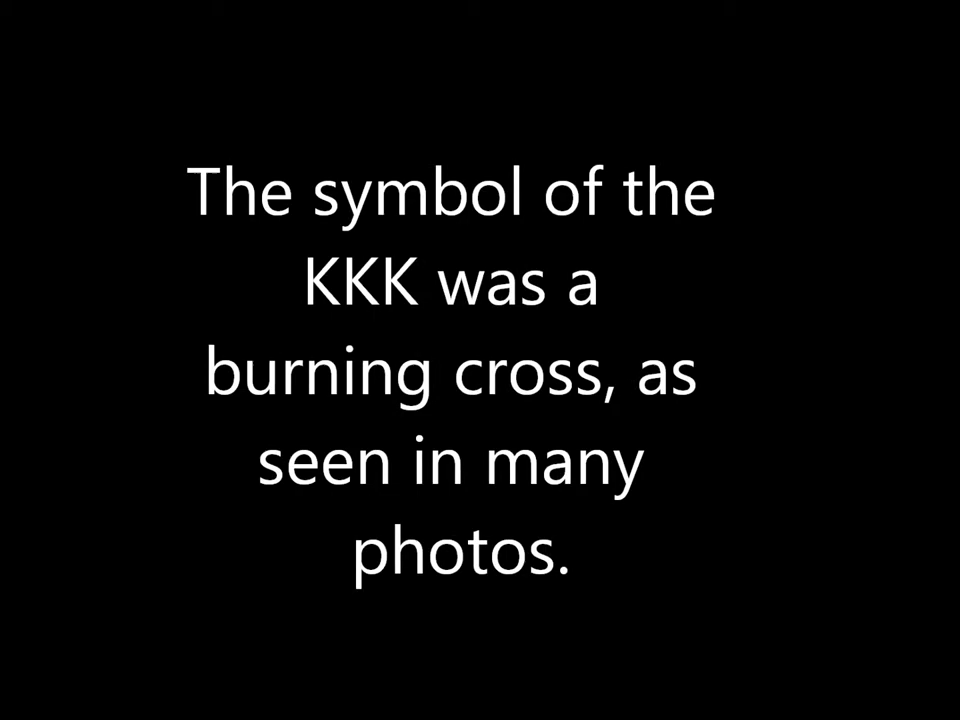 The symbol of the
KKK was a
burning cross, as
seen in many
photos.